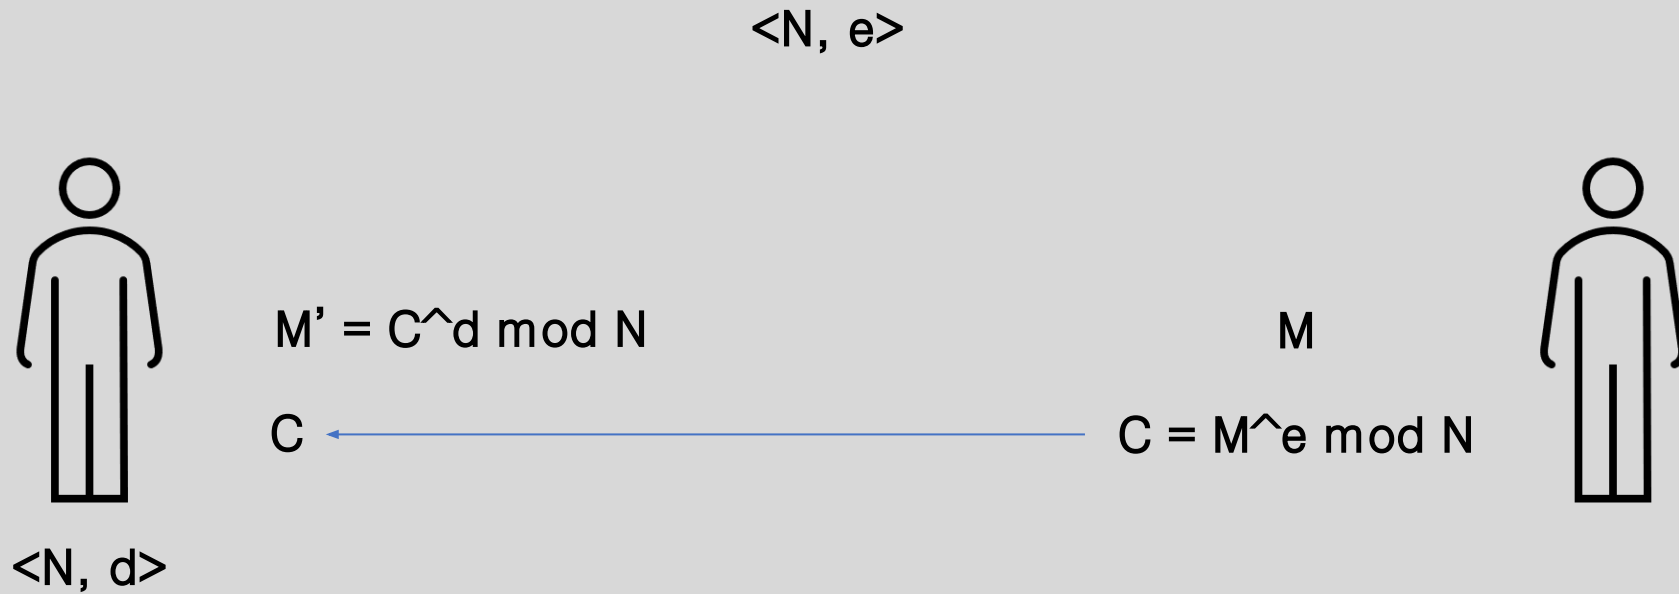 <N, e>
M' = C^d mod N
M
C
C = M^e mod N
<N, d>